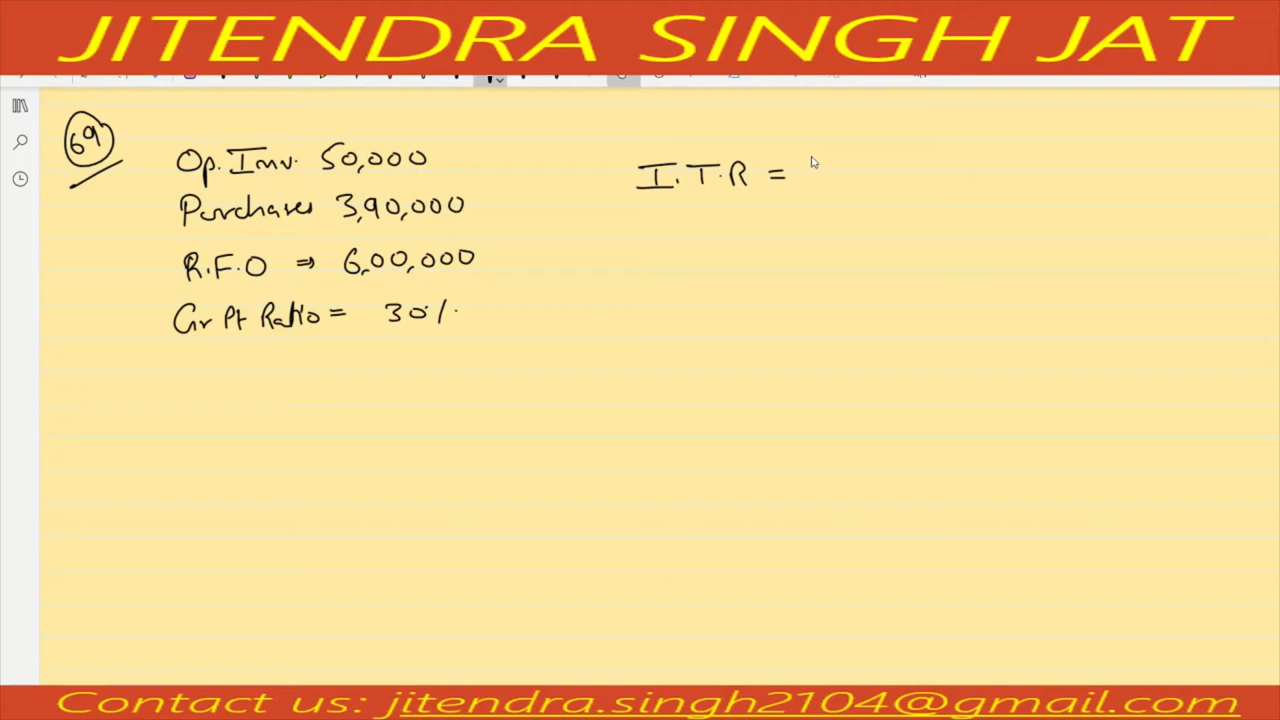 JITENDRA SINGH JAT
69
Op. Inv. 50,000
Purchases 3,90,000
R.F.O ⇒ 6,00,000
Gr Pt Ratio = 30%.
I.T.R =
Contact us: jitendra.singh2104@gmail.com